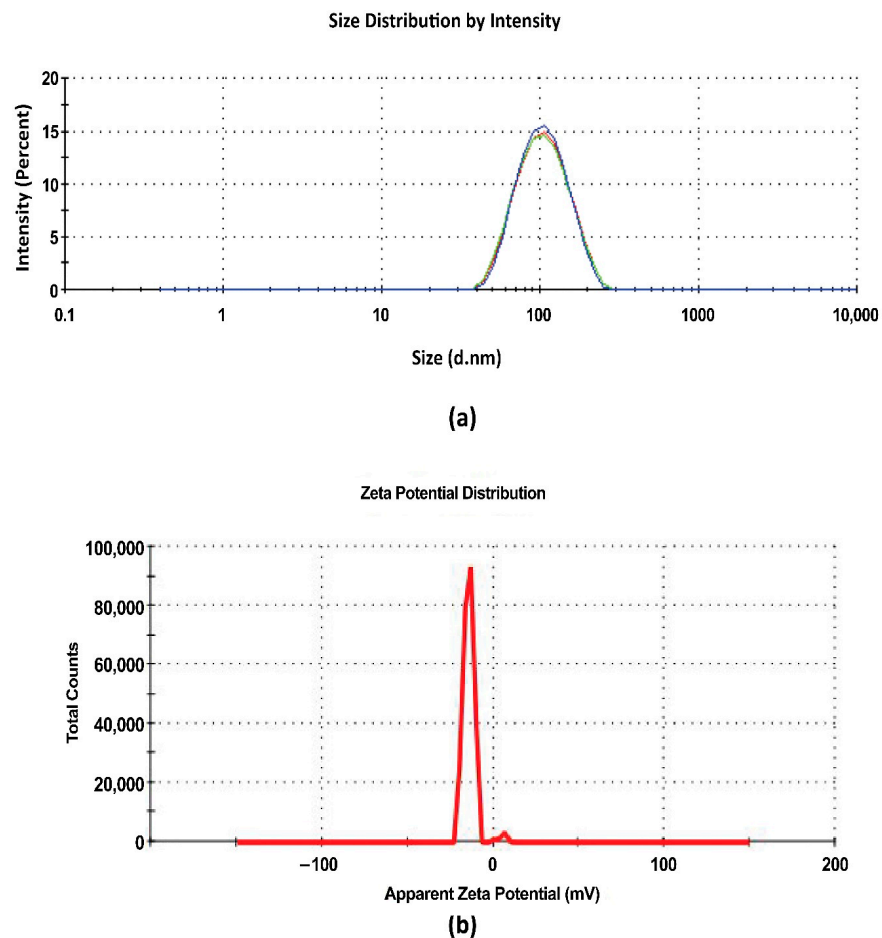 Size Distribution by Intensity
20
15
10
5
0
Intensity (Percent)
0.1 1 10 100 1000 10,000
Size (d.nm)
(a)
Zeta Potential Distribution
100,000
80,000
60,000
40,000
20,000
0
Total Counts
−100 0 100 200
Apparent Zeta Potential (mV)
(b)